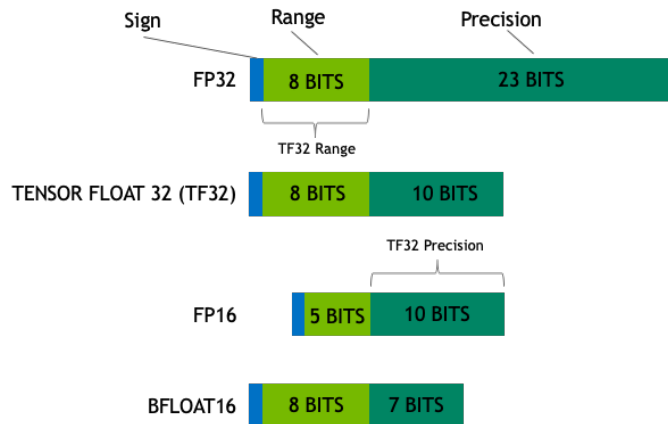 Sign Range Precision
FP32 8 BITS 23 BITS
TF32 Range
TENSOR FLOAT 32 (TF32) 8 BITS 10 BITS
TF32 Precision
FP16 5 BITS 10 BITS
BFLOAT16 8 BITS 7 BITS